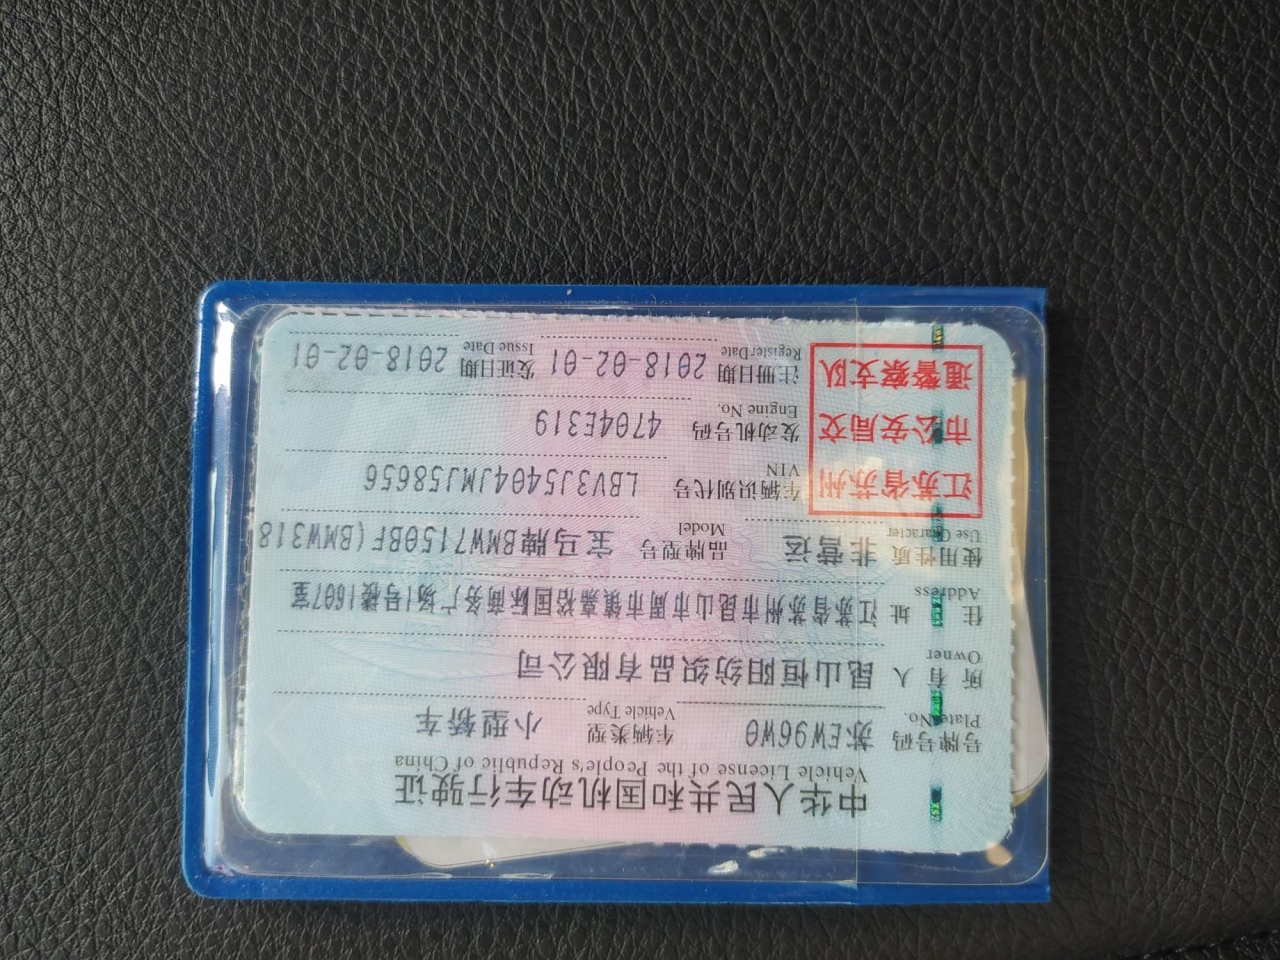 中华人民共和国机动车行驶证
Vehicle License of the People's Republic of China
号牌号码 苏EW96W0 车辆类型 小型轿车
Plate No. Vehicle Type
所有人 昆山恒阳纺织品有限公司
Owner
住址 江苏省苏州市昆山市周市镇嘉裕国际商务广场1号楼1607室
Address
使用性质 非营运 品牌型号 宝马牌BMW7150BF(BMW318
Use Character Model
江苏省苏州
市公安局交
通警察支队
车辆识别代号 LBV3J5404JMJ58656
VIN
发动机号码 4704E319
Engine No.
注册日期 2018-02-01 发证日期 2018-02-01
Register Date Issue Date